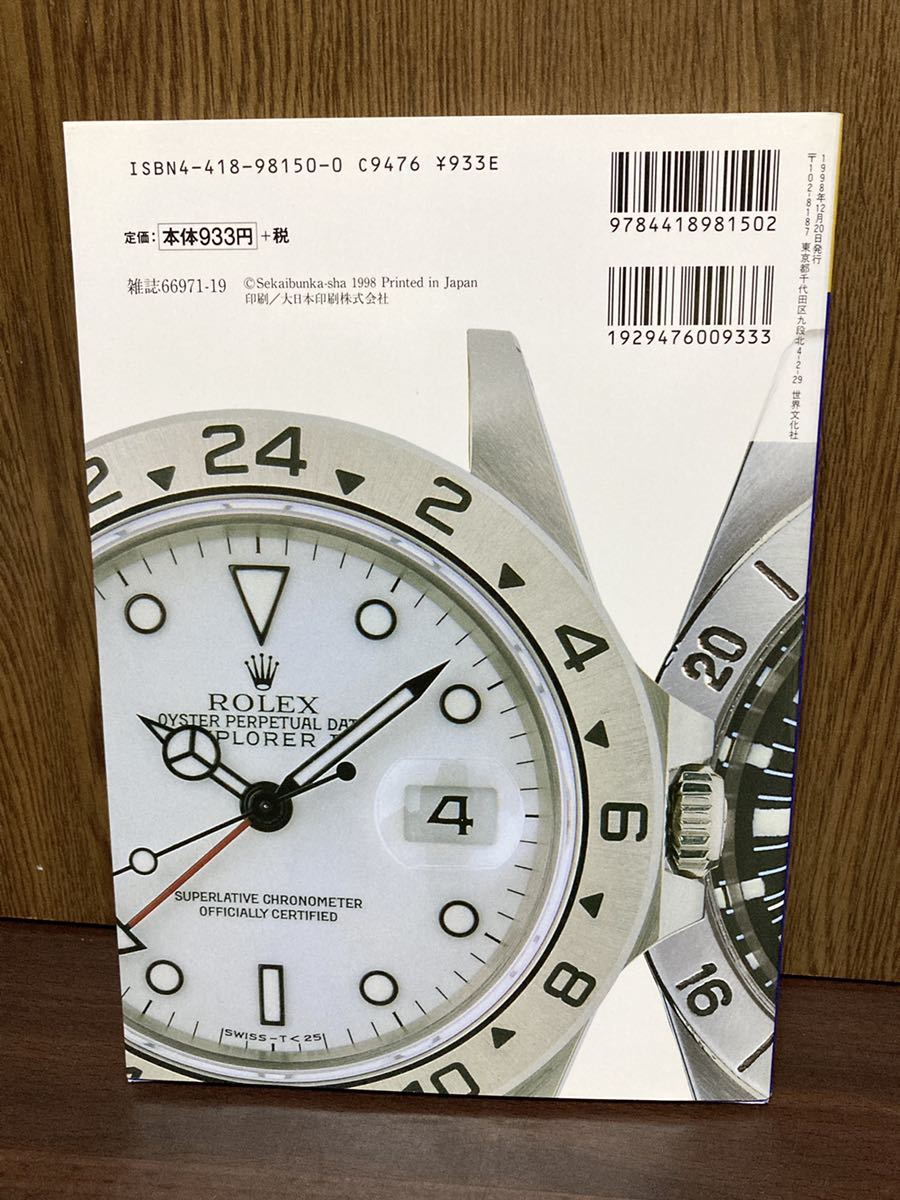 ISBN4-418-98150-0 C9476 ¥933E
9784418981502
定価: 本体933円 +税
雑誌66971-19
©Sekaibunka-sha 1998 Printed in Japan
印刷/大日本印刷株式会社
1929476009333
1998年12月20日発行
〒102-8187 東京都千代田区九段北4-2-29 世界文化社
24
2
4
6
8
10
ROLEX
OYSTER PERPETUAL DAT
XPLORER I
4
SUPERLATIVE CHRONOMETER
OFFICIALLY CERTIFIED
SWISS-T<25
20
16